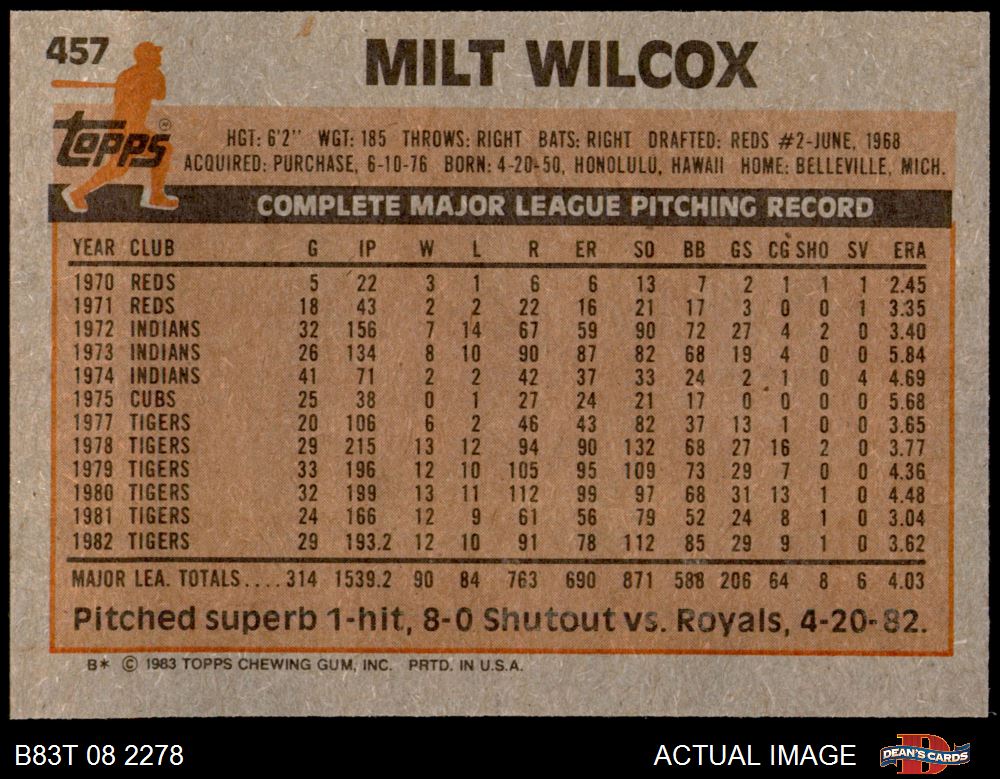 457
MILT WILCOX
topps ®
HGT: 6'2" WGT: 185 THROWS: RIGHT BATS: RIGHT DRAFTED: REDS #2-JUNE, 1968
ACQUIRED: PURCHASE, 6-10-76 BORN: 4-20-50, HONOLULU, HAWAII HOME: BELLEVILLE, MICH.
COMPLETE MAJOR LEAGUE PITCHING RECORD
YEAR CLUB G IP W L R ER SO BB GS CG SHO SV ERA
1970 REDS 5 22 3 1 6 6 13 7 2 1 1 1 2.45
1971 REDS 18 43 2 2 22 16 21 17 3 0 0 1 3.35
1972 INDIANS 32 156 7 14 67 59 90 72 27 4 2 0 3.40
1973 INDIANS 26 134 8 10 90 87 82 68 19 4 0 0 5.84
1974 INDIANS 41 71 2 2 42 37 33 24 2 1 0 4 4.69
1975 CUBS 25 38 0 1 27 24 21 17 0 0 0 0 5.68
1977 TIGERS 20 106 6 2 46 43 82 37 13 1 0 0 3.65
1978 TIGERS 29 215 13 12 94 90 132 68 27 16 2 0 3.77
1979 TIGERS 33 196 12 10 105 95 109 73 29 7 0 0 4.36
1980 TIGERS 32 199 13 11 112 99 97 68 31 13 1 0 4.48
1981 TIGERS 24 166 12 9 61 56 79 52 24 8 1 0 3.04
1982 TIGERS 29 193.2 12 10 91 78 112 85 29 9 1 0 3.62
MAJOR LEA. TOTALS.... 314 1539.2 90 84 763 690 871 588 206 64 8 6 4.03
Pitched superb 1-hit, 8-0 Shutout vs. Royals, 4-20-82.
B* © 1983 TOPPS CHEWING GUM, INC. PRTD. IN U.S.A.
B83T 08 2278 ACTUAL IMAGE DEAN'S CARDS